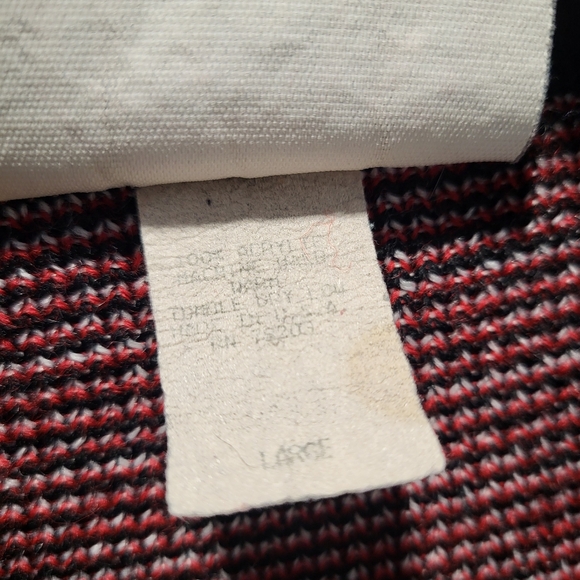 100% ACRYLIC
MACHINE WASH
WARM
TUMBLE DRY LOW
MADE IN U.S.A.
RN
LARGE